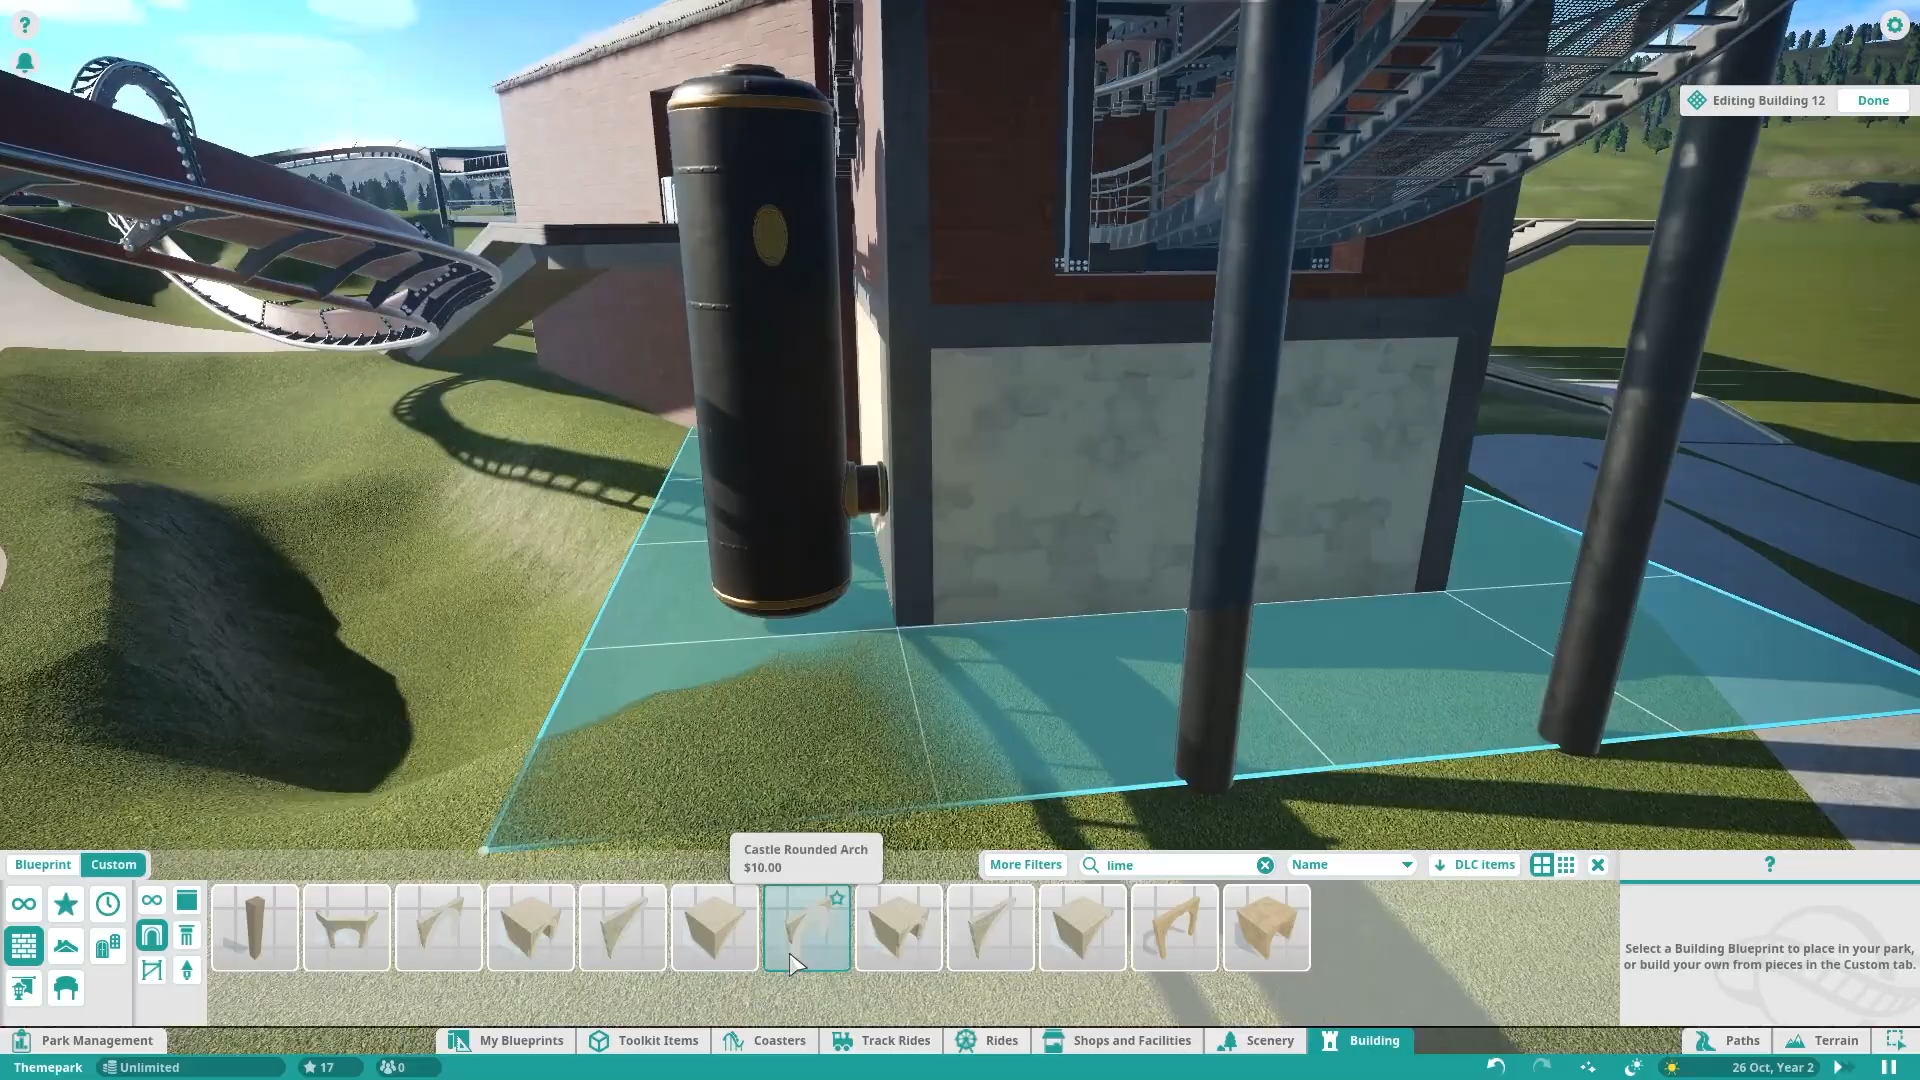 Editing Building 12
Done
Castle Rounded Arch
$10.00
Blueprint
Custom
More Filters
lime
Name
DLC items
?
?
Select a Building Blueprint to place in your park,
or build your own from pieces in the Custom tab.
Park Management
My Blueprints
Toolkit Items
Coasters
Track Rides
Rides
Shops and Facilities
Scenery
Building
Paths
Terrain
Themepark
Unlimited
17
0
26 Oct, Year 2